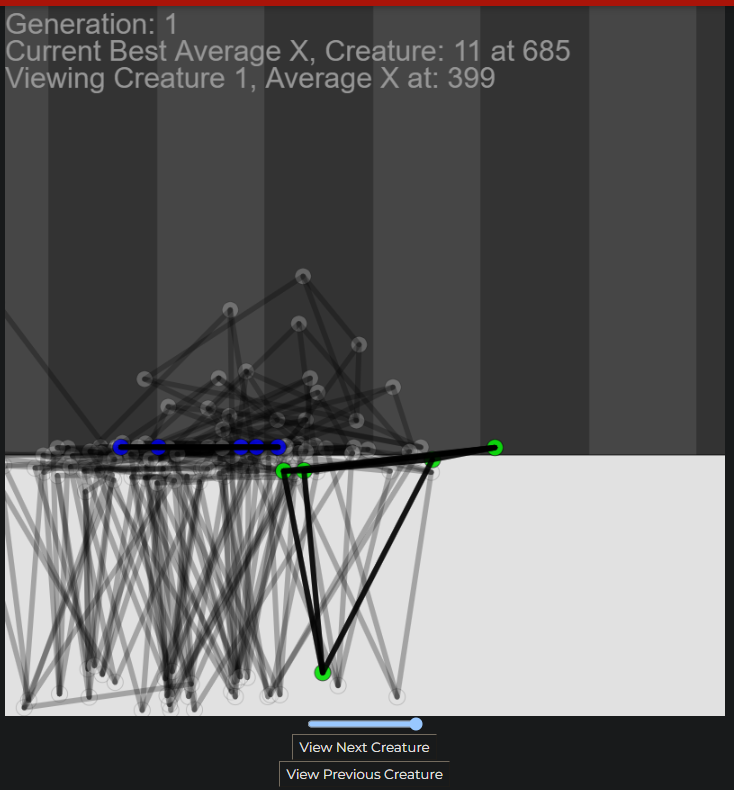 Generation: 1
Current Best Average X, Creature: 11 at 685
Viewing Creature 1, Average X at: 399
View Next Creature
View Previous Creature